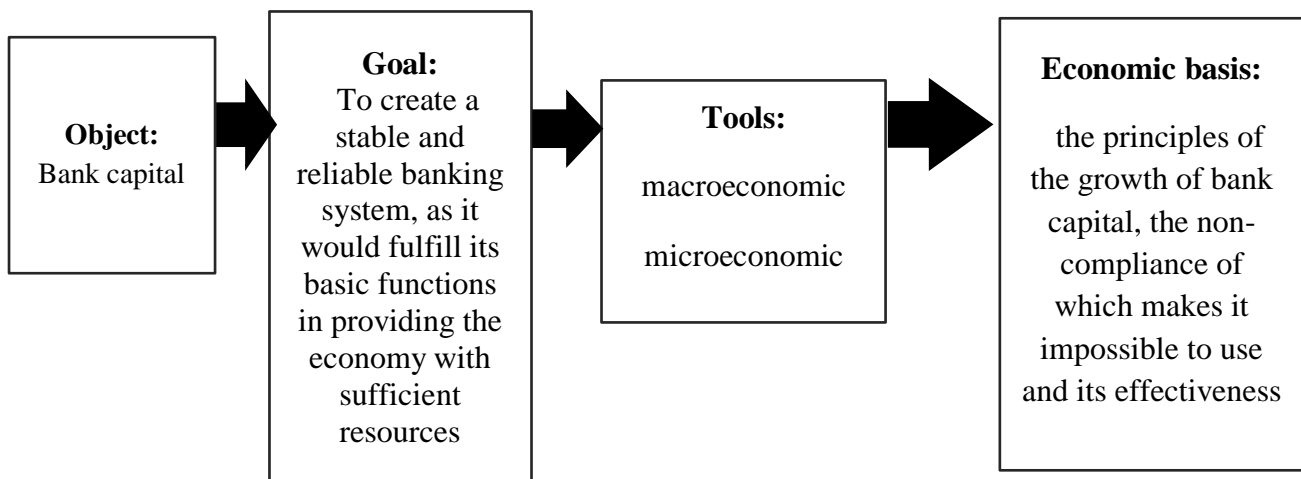 Object:
Bank capital
Goal:
To create a
stable and
reliable banking
system, as it
would fulfill its
basic functions
in providing the
economy with
sufficient
resources
Tools:
macroeconomic
microeconomic
Economic basis:
the principles of
the growth of bank
capital, the non-
compliance of
which makes it
impossible to use
and its effectiveness